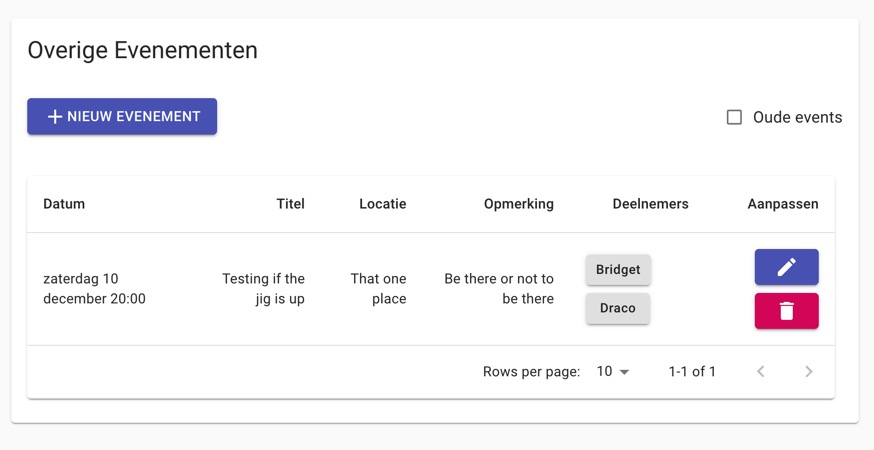 Overige Evenementen
NIEUW EVENEMENT
Oude events
Datum Titel Locatie Opmerking Deelnemers Aanpassen
zaterdag 10
december 20:00
Testing if the
jig is up
That one
place
Be there or not to
be there
Bridget
Draco
Rows per page: 10 1-1 of 1